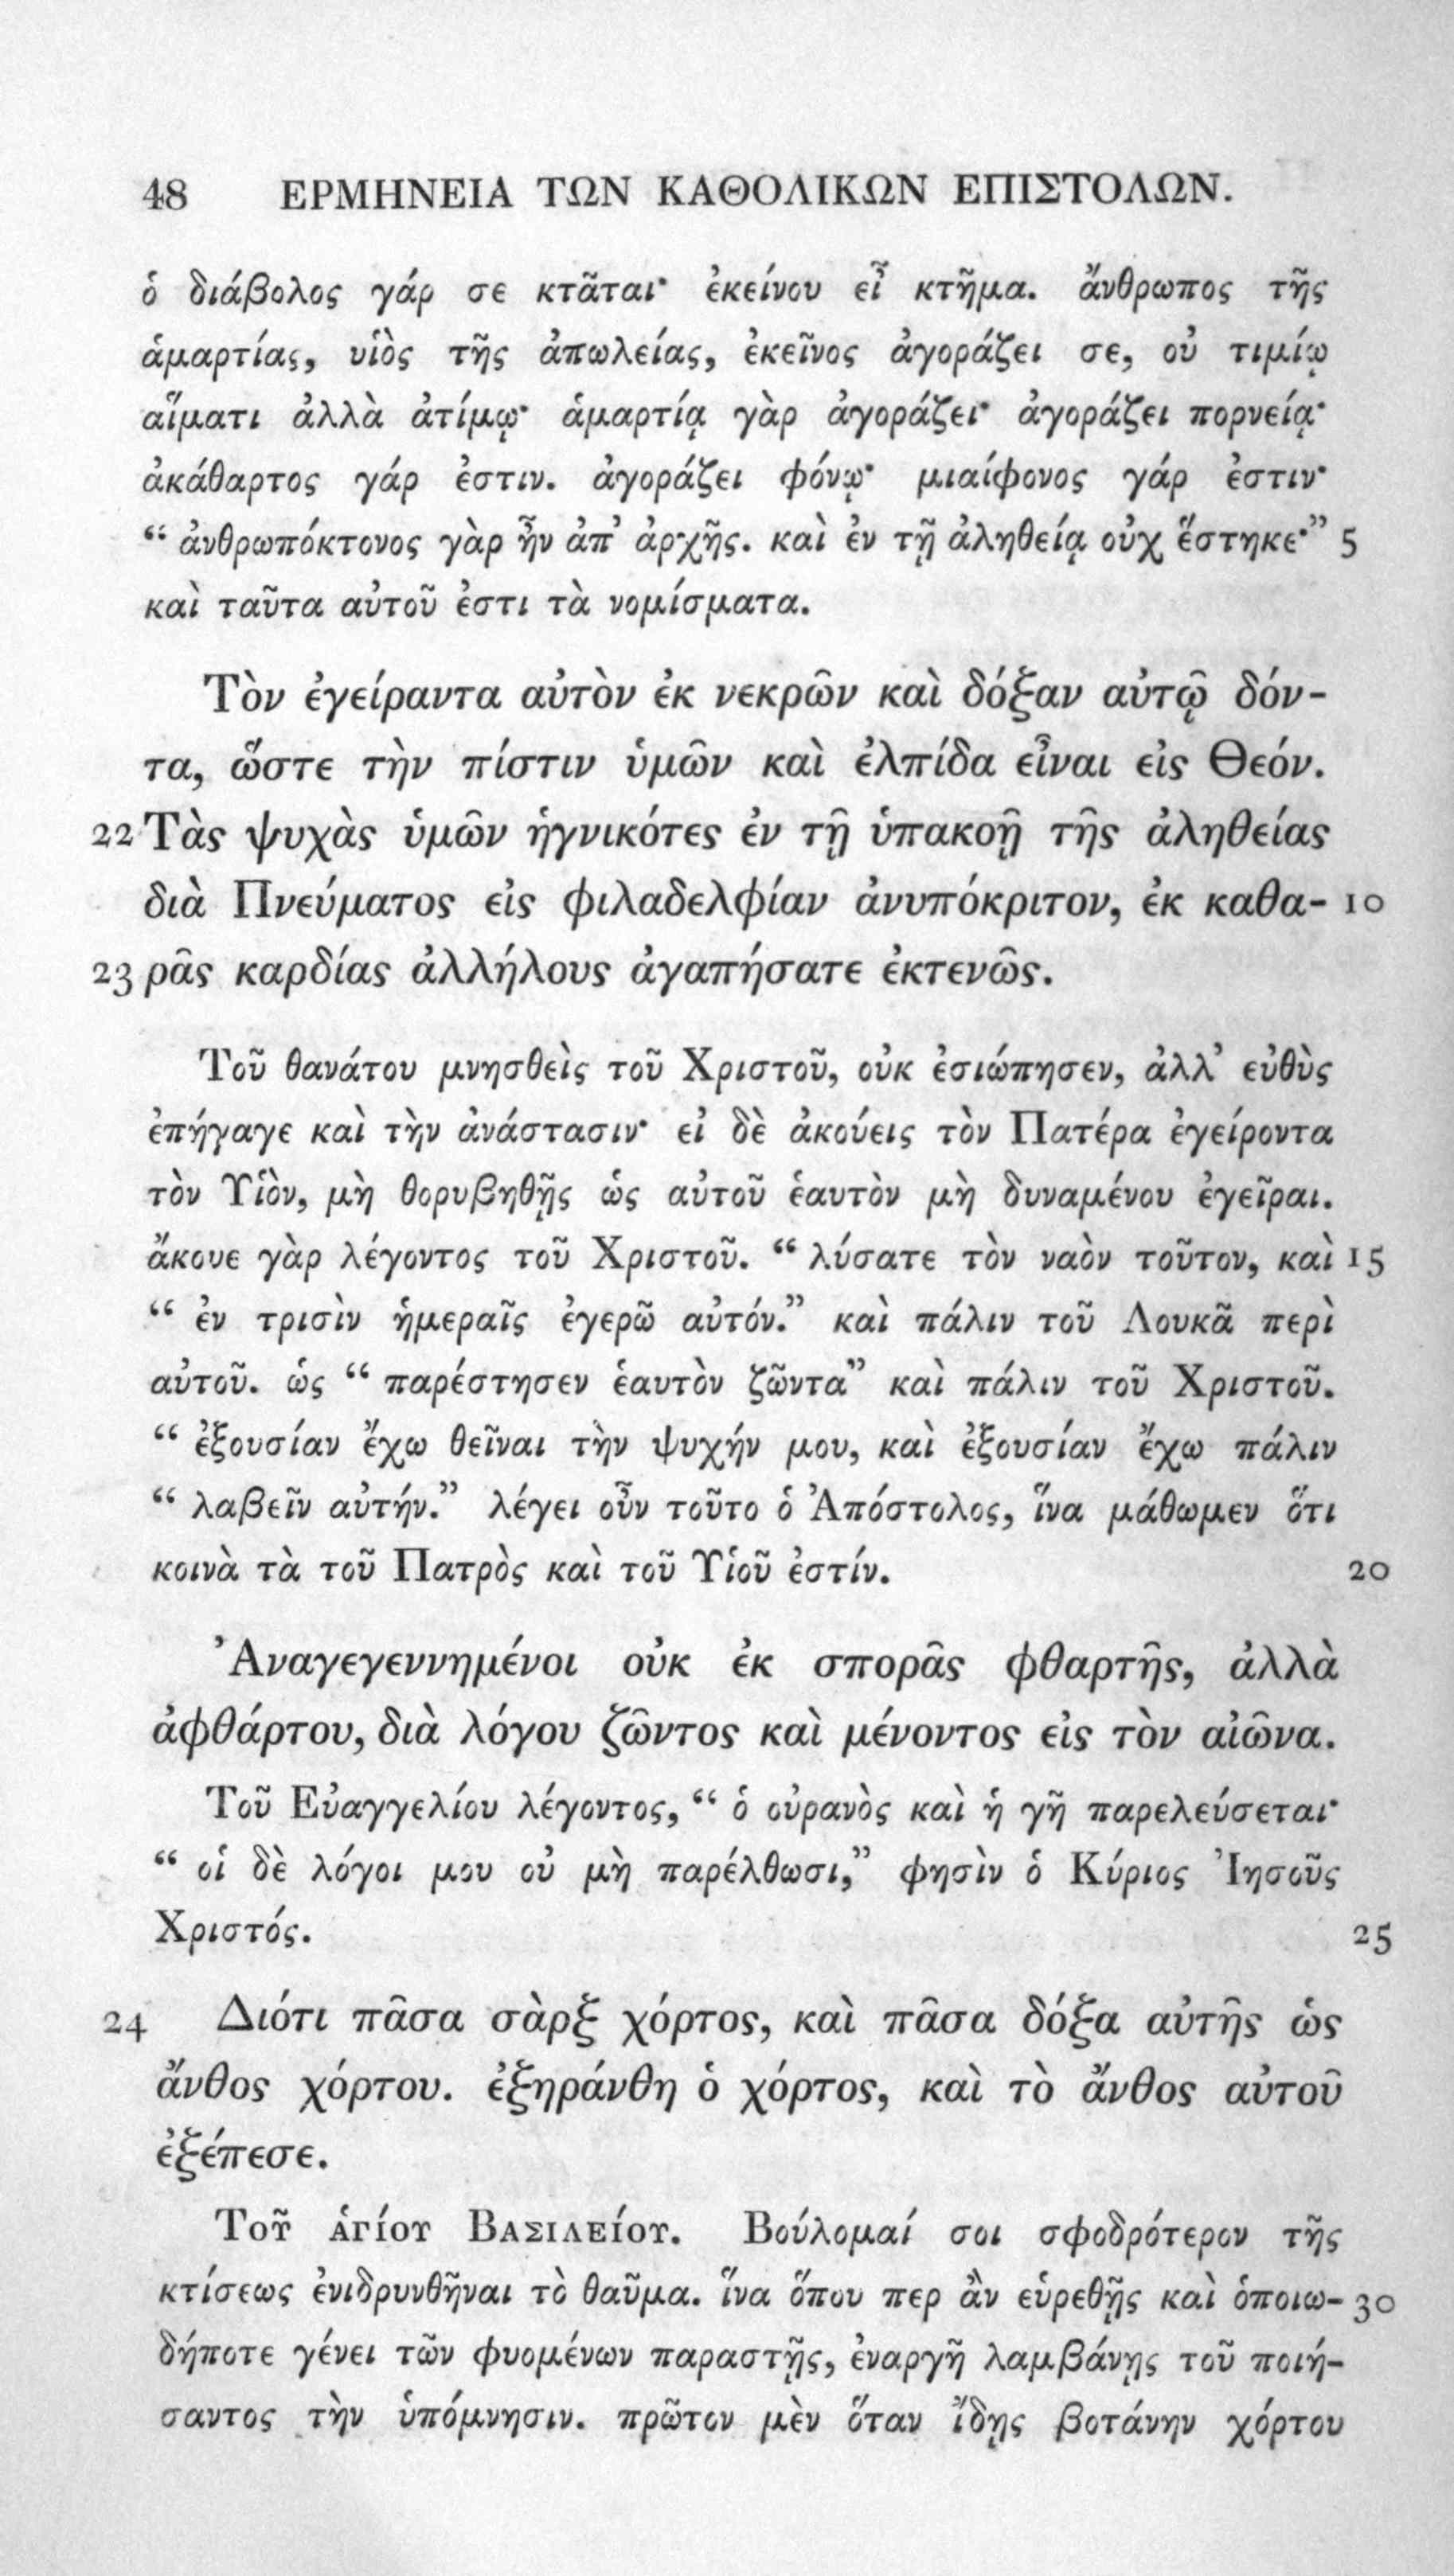 48 ΕΡΜΗΝΕΙΑ ΤΩΝ ΚΑΘΟΛΙΚΩΝ ΕΠΙΣΤΟΛΩΝ.
ὁ διάβολος γάρ σε κτᾶται· ἐκείνου εἶ κτῆμα. ἄνθρωπος τῆς
ἁμαρτίας, υἱὸς τῆς ἀπωλείας, ἐκεῖνος ἀγοράζει σε, οὐ τιμίῳ
αἵματι ἀλλὰ ἀτίμῳ· ἁμαρτίᾳ γὰρ ἀγοράζει· ἀγοράζει πορνείᾳ·
ἀκάθαρτος γάρ ἐστιν. ἀγοράζει φόνῳ· μιαίφονος γάρ ἐστιν·
“ ἀνθρωπόκτονος γὰρ ἦν ἀπ’ ἀρχῆς. καὶ ἐν τῇ ἀληθείᾳ οὐχ ἕστηκε·” 5
καὶ ταῦτα αὐτοῦ ἐστι τὰ νομίσματα.
Τὸν ἐγείραντα αὐτὸν ἐκ νεκρῶν καὶ δόξαν αὐτῷ δόν-
τα, ὥστε τὴν πίστιν ὑμῶν καὶ ἐλπίδα εἶναι εἰς Θεόν.
22 Τὰς ψυχὰς ὑμῶν ἡγνικότες ἐν τῇ ὑπακοῇ τῆς ἀληθείας
διὰ Πνεύματος εἰς φιλαδελφίαν ἀνυπόκριτον, ἐκ καθα- 10
23 ρᾶς καρδίας ἀλλήλους ἀγαπήσατε ἐκτενῶς.
Τοῦ θανάτου μνησθεὶς τοῦ Χριστοῦ, οὐκ ἐσιώπησεν, ἀλλ’ εὐθὺς
ἐπήγαγε καὶ τὴν ἀνάστασιν· εἰ δὲ ἀκούεις τὸν Πατέρα ἐγείροντα
τὸν Υἱὸν, μὴ θορυβηθῇς ὡς αὐτοῦ ἑαυτὸν μὴ δυναμένου ἐγεῖραι.
ἄκουε γὰρ λέγοντος τοῦ Χριστοῦ. “ λύσατε τὸν ναὸν τοῦτον, καὶ 15
“ ἐν τρισὶν ἡμεραῖς ἐγερῶ αὐτόν.” καὶ πάλιν τοῦ Λουκᾶ περὶ
αὐτοῦ. ὡς “ παρέστησεν ἑαυτὸν ζῶντα” καὶ πάλιν τοῦ Χριστοῦ.
“ ἐξουσίαν ἔχω θεῖναι τὴν ψυχήν μου, καὶ ἐξουσίαν ἔχω πάλιν
“ λαβεῖν αὐτήν.” λέγει οὖν τοῦτο ὁ Ἀπόστολος, ἵνα μάθωμεν ὅτι
κοινὰ τὰ τοῦ Πατρὸς καὶ τοῦ Υἱοῦ ἐστίν. 20
Ἀναγεγεννημένοι οὐκ ἐκ σπορᾶς φθαρτῆς, ἀλλὰ
ἀφθάρτου, διὰ λόγου ζῶντος καὶ μένοντος εἰς τὸν αἰῶνα.
Τοῦ Εὐαγγελίου λέγοντος, “ ὁ οὐρανὸς καὶ ἡ γῆ παρελεύσεται·
“ οἱ δὲ λόγοι μου οὐ μὴ παρέλθωσι,” φησὶν ὁ Κύριος Ἰησοῦς
Χριστός. 25
24 Διότι πᾶσα σὰρξ χόρτος, καὶ πᾶσα δόξα αὐτῆς ὡς
ἄνθος χόρτου. ἐξηράνθη ὁ χόρτος, καὶ τὸ ἄνθος αὐτοῦ
ἐξέπεσε.
Τοῦ ἁγίου Βασιλείου. Βούλομαί σοι σφοδρότερον τῆς
κτίσεως ἐνιδρυνθῆναι τὸ θαῦμα. ἵνα ὅπου περ ἂν εὑρεθῇς καὶ ὁποιω- 30
δήποτε γένει τῶν φυομένων παραστῇς, ἐναργῆ λαμβάνῃς τοῦ ποιή-
σαντος τὴν ὑπόμνησιν. πρῶτον μὲν ὅταν ἴδῃς βοτάνην χόρτου